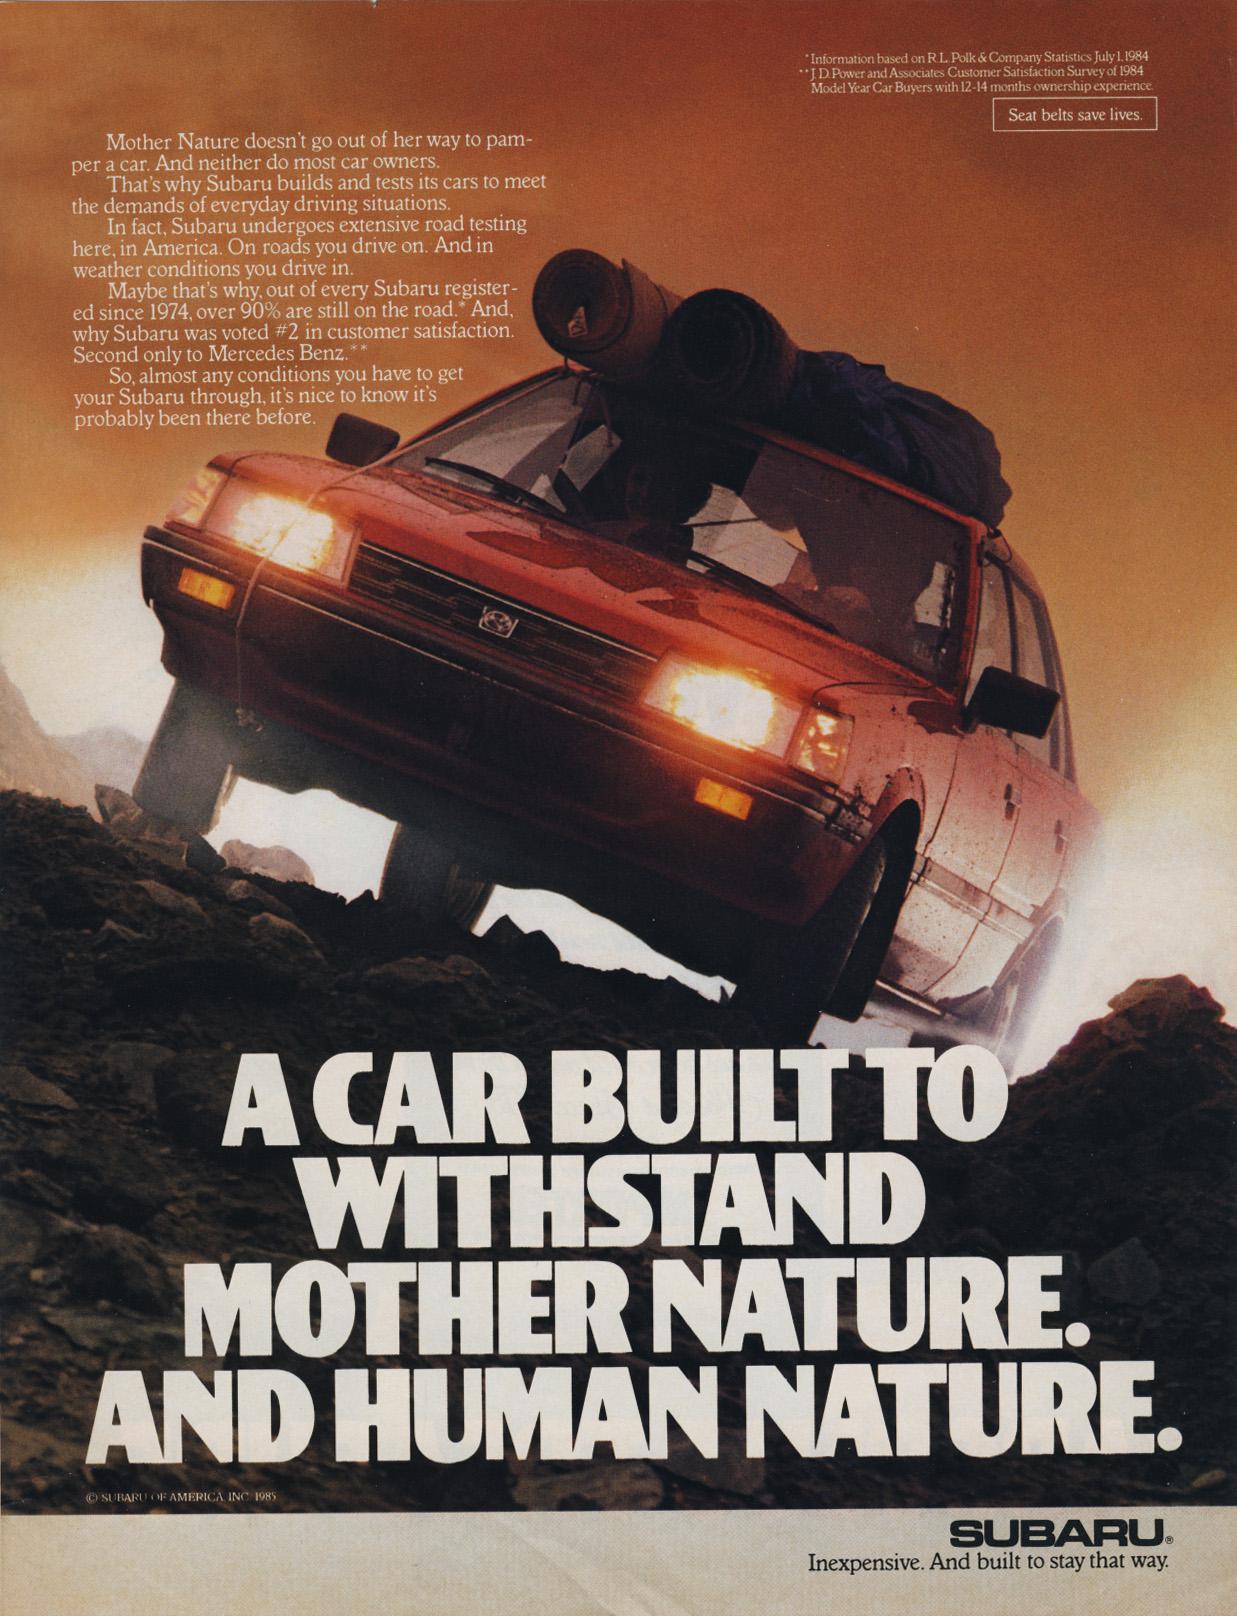 *Information based on R.L. Polk & Company Statistics July 1, 1984
**J.D. Power and Associates Customer Satisfaction Survey of 1984
Model Year Car Buyers with 12-14 months ownership experience.
Seat belts save lives.
Mother Nature doesn't go out of her way to pam-
per a car. And neither do most car owners.
That's why Subaru builds and tests its cars to meet
the demands of everyday driving situations.
In fact, Subaru undergoes extensive road testing
here, in America. On roads you drive on. And in
weather conditions you drive in.
Maybe that's why, out of every Subaru register-
ed since 1974, over 90% are still on the road.* And,
why Subaru was voted #2 in customer satisfaction.
Second only to Mercedes Benz.**
So, almost any conditions you have to get
your Subaru through, it's nice to know it's
probably been there before.
A CAR BUILT TO
WITHSTAND
MOTHER NATURE.
AND HUMAN NATURE.
© SUBARU OF AMERICA, INC. 1985
SUBARU®
Inexpensive. And built to stay that way.